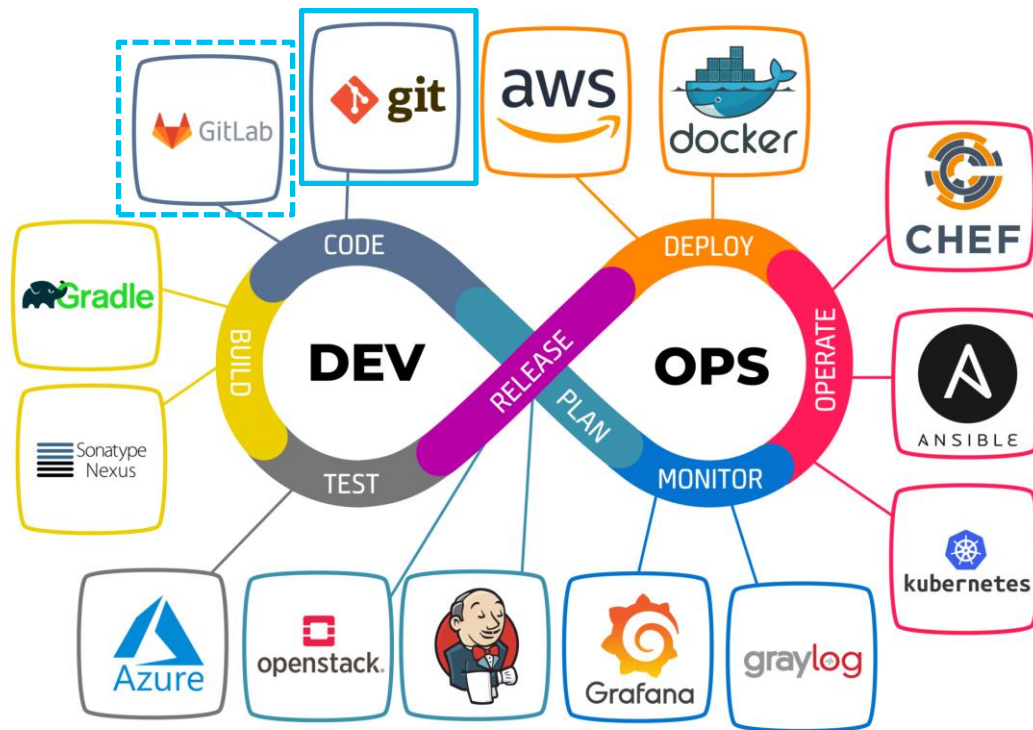 GitLab
git
aws
docker
CHEF
CODE
DEPLOY
Gradle
BUILD
DEV
RELEASE
PLAN
OPS
OPERATE
ANSIBLE
Sonatype
Nexus
TEST
MONITOR
kubernetes
Azure
openstack.
Grafana
graylog